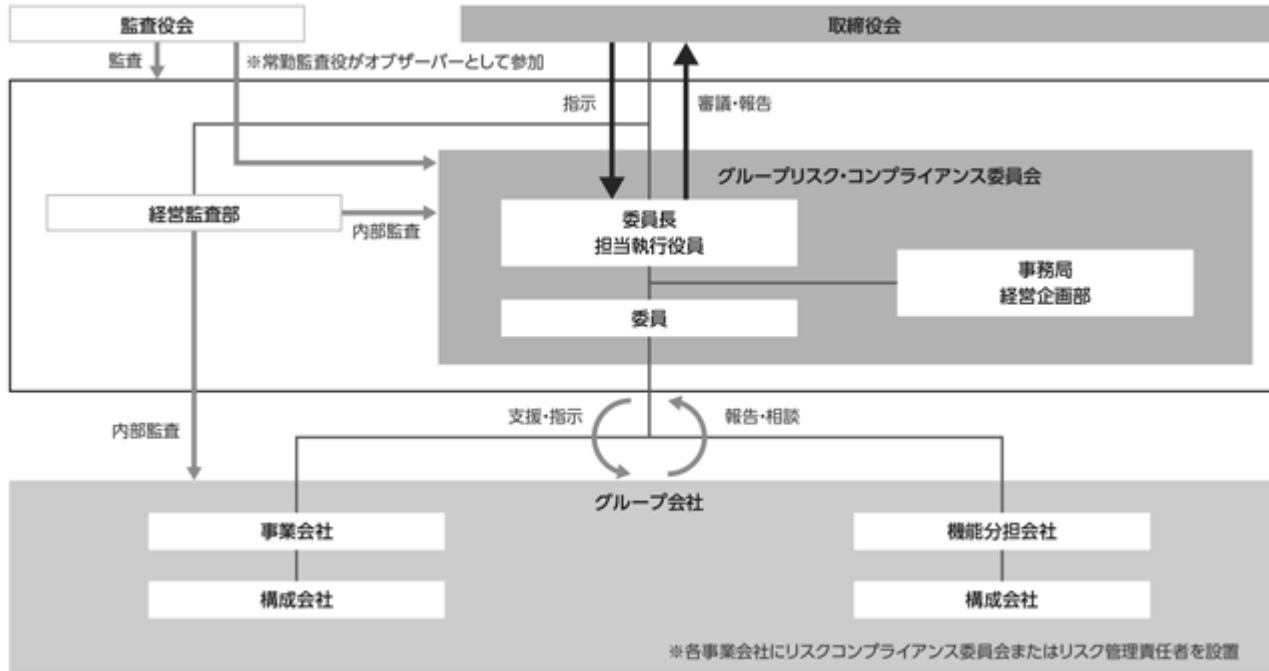 監査役会
取締役会
監査
※常勤監査役がオブザーバーとして参加
指示
審議・報告
グループリスク・コンプライアンス委員会
経営監査部
内部監査
委員長
担当執行役員
事務局
経営企画部
委員
支援・指示
報告・相談
内部監査
グループ会社
事業会社
機能分担会社
構成会社
構成会社
※各事業会社にリスクコンプライアンス委員会またはリスク管理責任者を設置